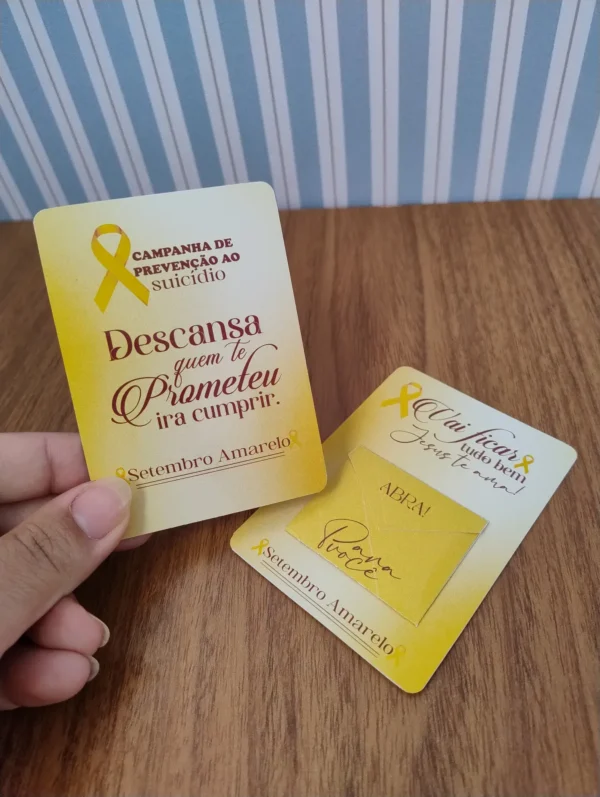 CAMPANHA DE
PREVENÇÃO AO
suicídio
Descansa
quem te
Prometeu
ira cumprir.
Setembro Amarelo
Vai ficar
tudo bem
Jesus te ama!
ABRA!
Para
você
Setembro Amarelo